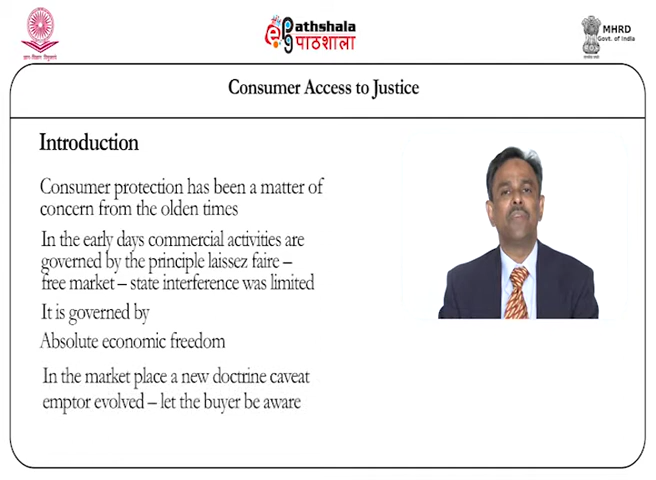 ePathshala
पाठशाला
MHRD
Govt. of India
Consumer Access to Justice
Introduction
Consumer protection has been a matter of
concern from the olden times
In the early days commercial activities are
governed by the principle laissez faire –
free market – state interference was limited
It is governed by
Absolute economic freedom
In the market place a new doctrine caveat
emptor evolved – let the buyer be aware